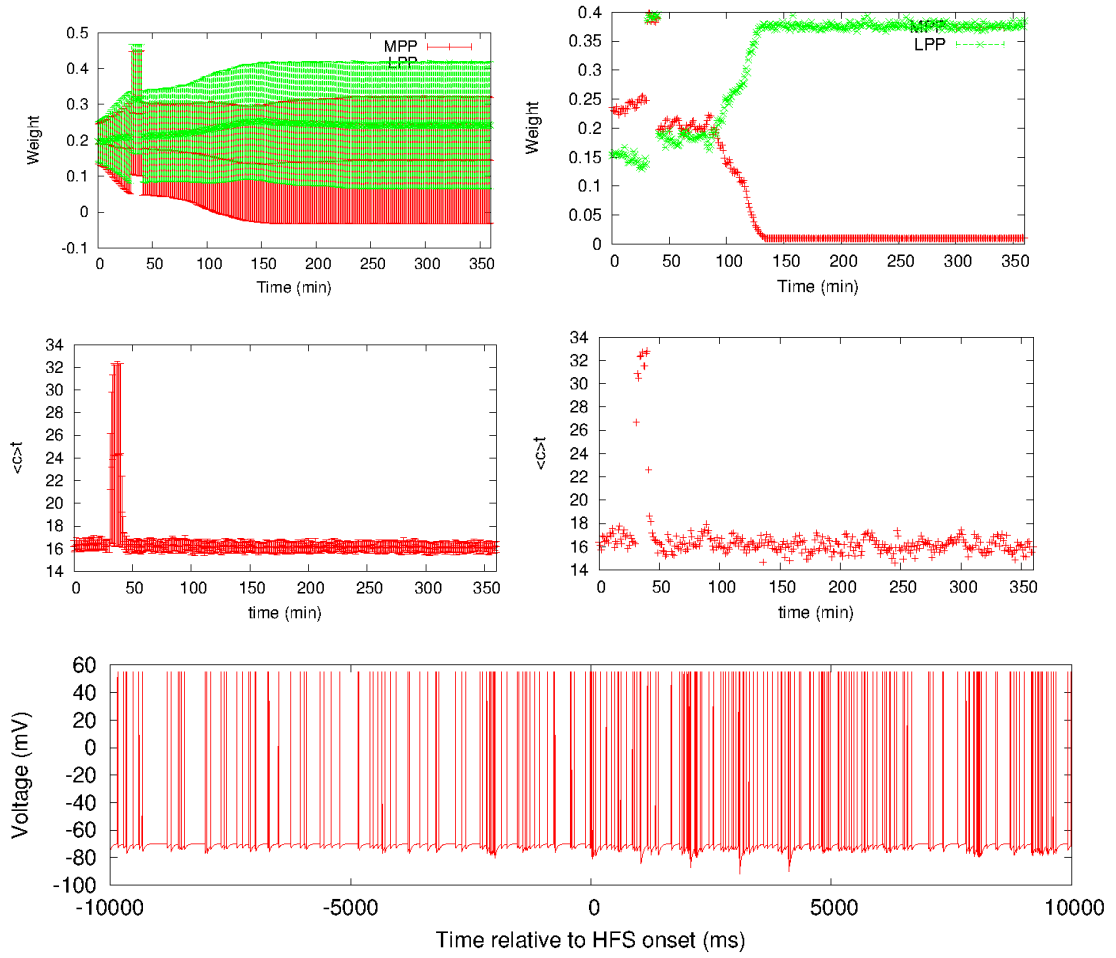 0.5
0.4
0.3
0.2
0.1
0
-0.1
Weight
MPP
LPP
0 50 100 150 200 250 300 350
Time (min)
0.4
0.35
0.3
0.25
0.2
0.15
0.1
0.05
0
Weight
MPP
LPP
0 50 100 150 200 250 300 350
Time (min)
34
32
30
28
26
24
22
20
18
16
14
<c>t
0 50 100 150 200 250 300 350
time (min)
34
32
30
28
26
24
22
20
18
16
14
<c>t
0 50 100 150 200 250 300 350
time (min)
60
40
20
0
-20
-40
-60
-80
-100
Voltage (mV)
-10000 -5000 0 5000 10000
Time relative to HFS onset (ms)